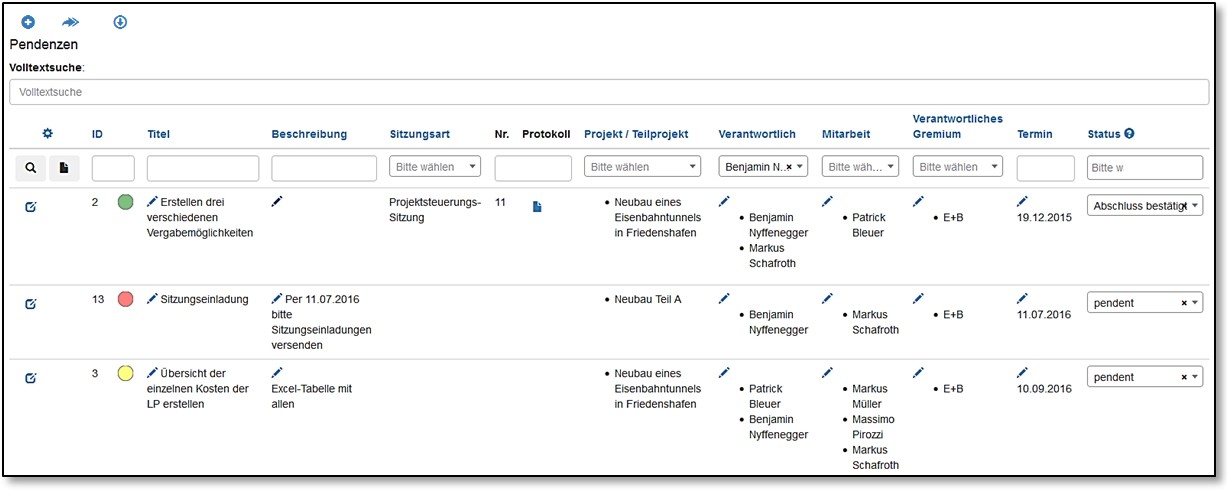 Pendenzen
Volltextsuche:
Volltextsuche
ID Titel Beschreibung Sitzungsart Nr. Protokoll Projekt / Teilprojekt Verantwortlich Mitarbeit Verantwortliches Gremium Termin Status
Bitte wählen Bitte wählen Benjamin N... × Bitte wäh... Bitte wählen Bitte w
2
Erstellen drei
verschiedenen
Vergabemöglichkeiten
Projektsteuerungs-
Sitzung
11
Neubau eines
Eisenbahntunnels
in Friedenshafen
Benjamin
Nyffenegger
Markus
Schafroth
Patrick
Bleuer
E+B
19.12.2015
Abschluss bestätigt
13
Sitzungseinladung
Per 11.07.2016
bitte
Sitzungseinladungen
versenden
Neubau Teil A
Benjamin
Nyffenegger
Markus
Schafroth
E+B
11.07.2016
pendent ×
3
Übersicht der
einzelnen Kosten der
LP erstellen
Excel-Tabelle mit
allen
Neubau eines
Eisenbahntunnels
in Friedenshafen
Patrick
Bleuer
Benjamin
Nyffenegger
Markus
Müller
Massimo
Pirozzi
Markus
Schafroth
E+B
10.09.2016
pendent ×